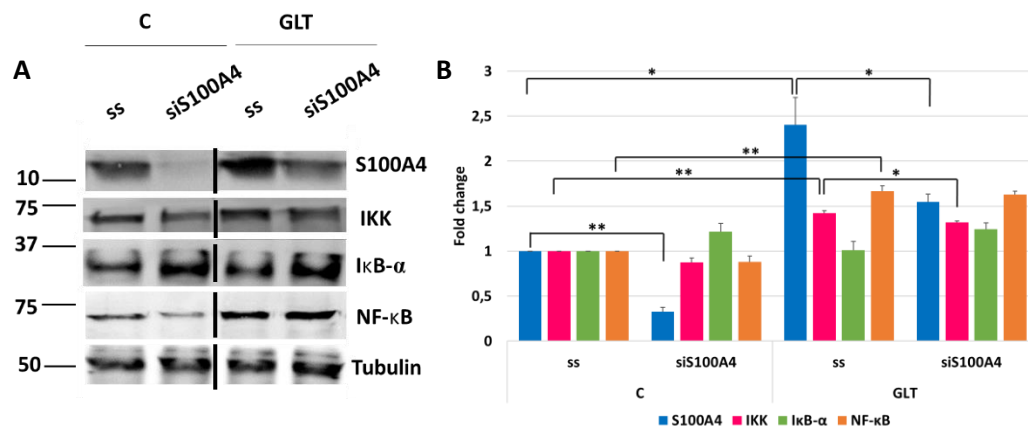 C GLT
A
ss siS100A4 ss siS100A4
S100A4
10
75
IKK
37
IκB-α
75
NF-κB
50
Tubulin
B
Fold change
3
2,5
2
1,5
1
0,5
0
* *
**
** *
**
ss siS100A4 ss siS100A4
C GLT
S100A4 IKK IκB-α NF-κB